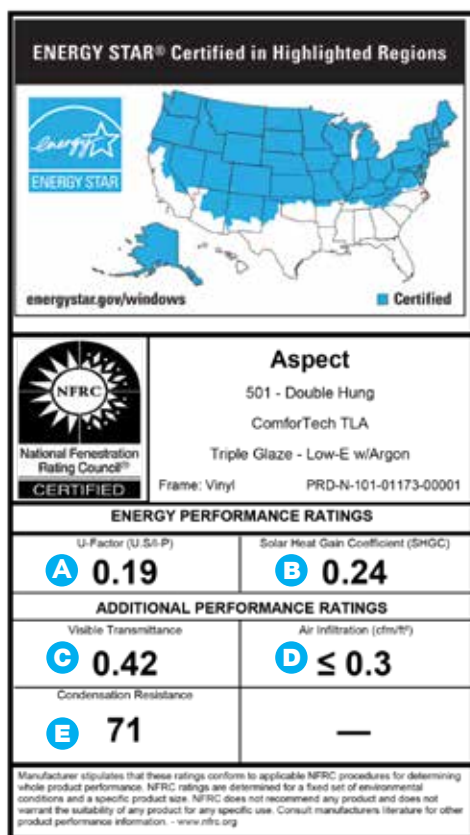 ENERGY STAR® Certified in Highlighted Regions
energy
ENERGY STAR
energystar.gov/windows
Certified
NFRC
National Fenestration
Rating Council®
CERTIFIED
Aspect
501 - Double Hung
ComforTech TLA
Triple Glaze - Low-E w/Argon
Frame: Vinyl PRD-N-101-01173-00001
ENERGY PERFORMANCE RATINGS
U-Factor (U.S/I-P)
A 0.19
Solar Heat Gain Coefficient (SHGC)
B 0.24
ADDITIONAL PERFORMANCE RATINGS
Visible Transmittance
C 0.42
Air Infiltration (cfm/ft²)
D ≤ 0.3
Condensation Resistance
E 71
—
Manufacturer stipulates that these ratings conform to applicable NFRC procedures for determining
whole product performance. NFRC ratings are determined for a fixed set of environmental
conditions and a specific product size. NFRC does not recommend any product and does not
warrant the suitability of any product for any specific use. Consult manufacturers literature for other
product performance information. - www.nfrc.org